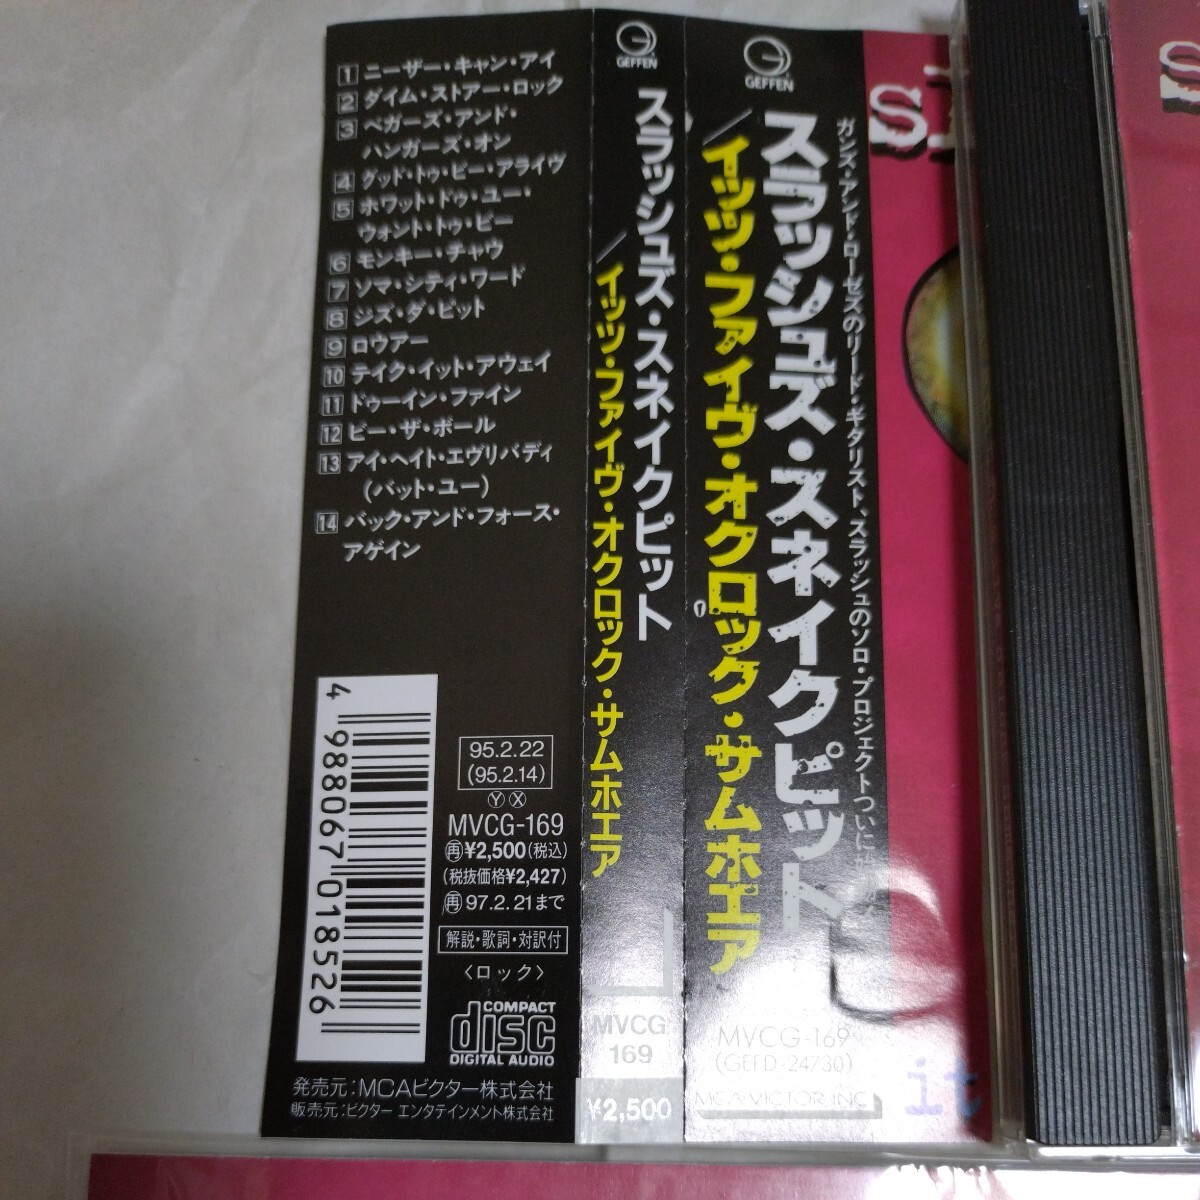 1 ニーザー・キャン・アイ
2 ダイム・ストアー・ロック
3 ベガーズ・アンド・
ハンガーズ・オン
4 グッド・トゥ・ビー・アライヴ
5 ホワット・ドゥ・ユー・
ウォント・トゥ・ビー
6 モンキー・チャウ
7 ソマ・シティ・ワード
8 ジズ・ダ・ピット
9 ロウアー
10 テイク・イット・アウェイ
11 ドゥーイン・ファイン
12 ビー・ザ・ボール
13 アイ・ヘイト・エヴリバディ
(バット・ユー)
14 バック・アンド・フォース・
アゲイン
4 988067 018526
95.2.22
(95.2.14)
Ⓨ Ⓧ
MVCG-169
再¥2,500(税込)
(税抜価格¥2,427)
再97.2.21まで
解説・歌詞・対訳付
〈ロック〉
COMPACT
disc
DIGITAL AUDIO
発売元:MCAビクター株式会社
販売元:ビクター エンタテインメント株式会社
GEFFEN
スラッシュズ・スネイクピット
/イッツ・ファイヴ・オクロック・サムホエア
MVCG
169
¥2,500
GEFFEN
ガンズ・アンド・ローゼズのリード・ギタリスト、スラッシュのソロ・プロジェクトついに
スラッシュズ・スネイクピット
/イッツ・ファイヴ・オクロック・サムホエア
MVCG-169
(GEFD-24730)
MCA VICTOR, INC.
S
it
S